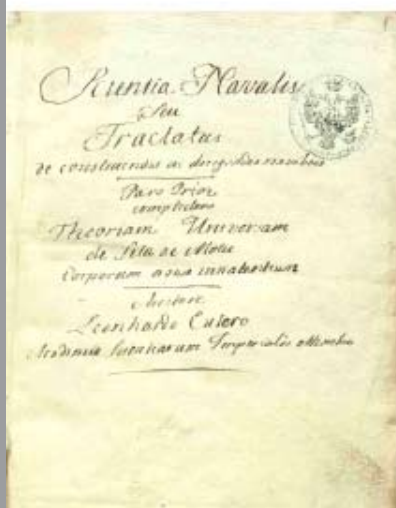 Scientia Navalis
Seu
Tractatus
de construendis ac dirigendis navibus
Pars Prior
complectens
Theoriam Universam
de Situ ac Motu
Corporum aquae innatantium
Auctore
Leonhardo Eulero
Academiae Scientiarum Imperialis Membro